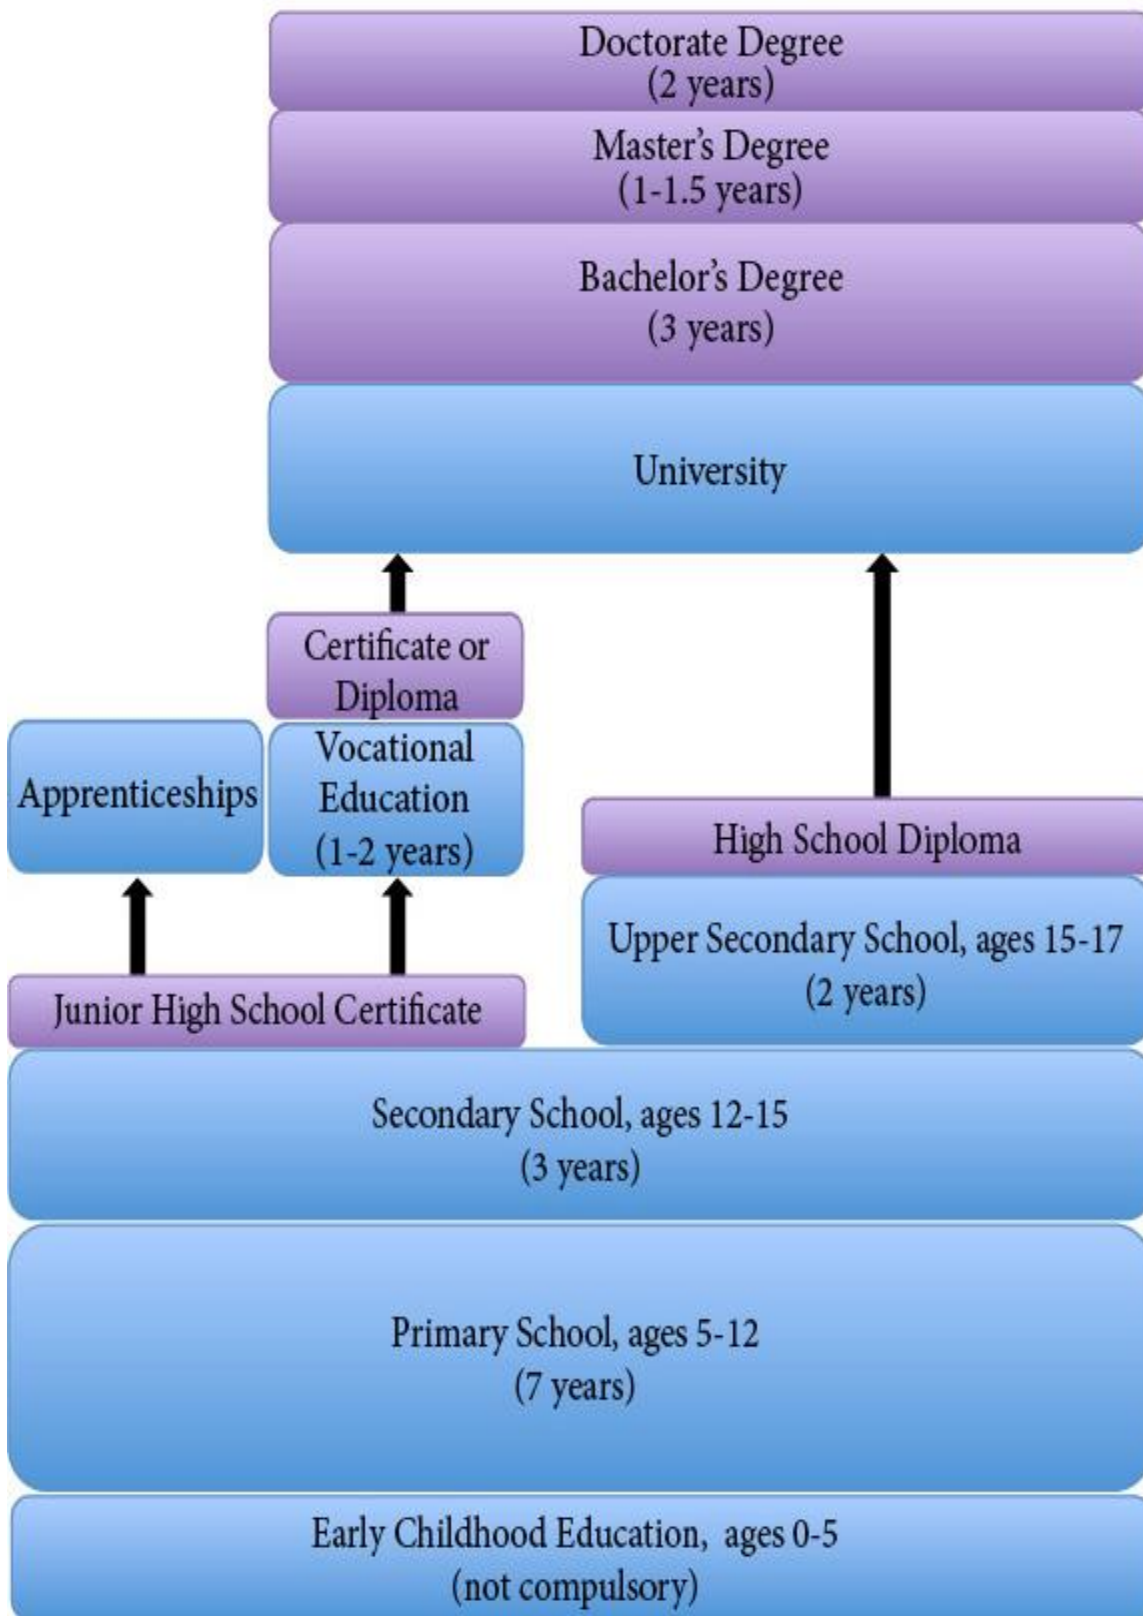 Doctorate Degree
(2 years)
Master’s Degree
(1-1.5 years)
Bachelor’s Degree
(3 years)
University
Certificate or
Diploma
Apprenticeships
Vocational
Education
(1-2 years)
High School Diploma
Upper Secondary School, ages 15-17
(2 years)
Junior High School Certificate
Secondary School, ages 12-15
(3 years)
Primary School, ages 5-12
(7 years)
Early Childhood Education,  ages 0-5
(not compulsory)